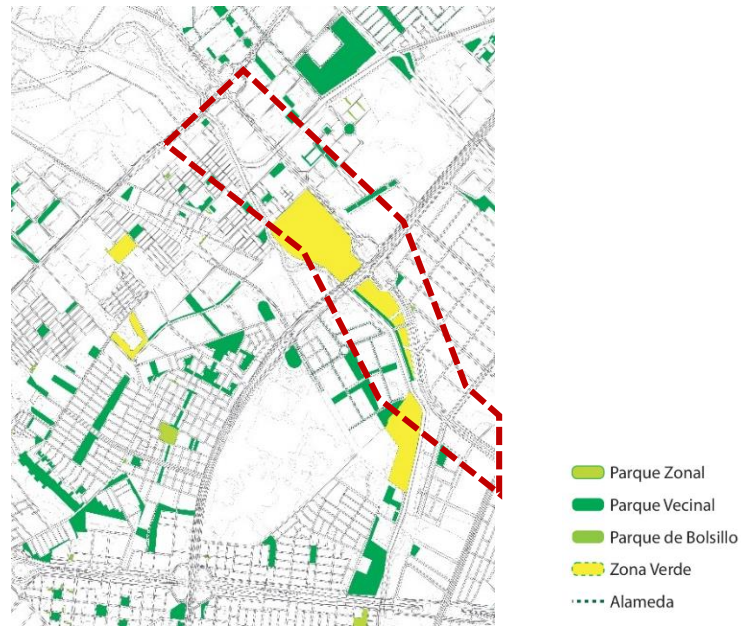 Parque Zonal
Parque Vecinal
Parque de Bolsillo
Zona Verde
Alameda